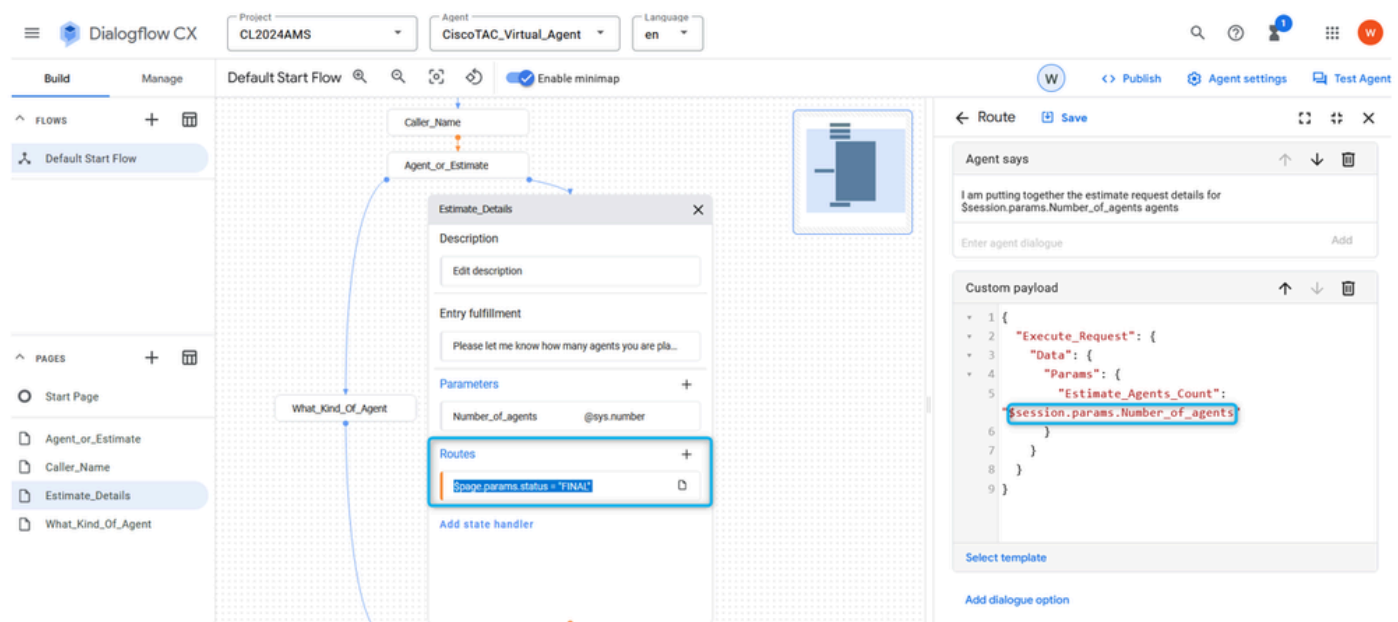 Dialogflow CX
Project
CL2024AMS
Agent
CiscoTAC_Virtual_Agent
Language
en
1
W
Build
Manage
Default Start Flow
Enable minimap
W
<> Publish
Agent settings
Test Agent
FLOWS
Default Start Flow
PAGES
Start Page
Agent_or_Estimate
Caller_Name
Estimate_Details
What_Kind_Of_Agent
Caller_Name
Agent_or_Estimate
What_Kind_Of_Agent
Estimate_Details
Description
Edit description
Entry fulfillment
Please let me know how many agents you are pla...
Parameters
Number_of_agents @sys.number
Routes
$page.params.status = "FINAL"
Add state handler
Route
Save
Agent says
I am putting together the estimate request details for
$session.params.Number_of_agents agents
Enter agent dialogue
Add
Custom payload
1 {
2 "Execute_Request": {
3 "Data": {
4 "Params": {
5 "Estimate_Agents_Count":
"$session.params.Number_of_agents"
6 }
7 }
8 }
9 }
Select template
Add dialogue option